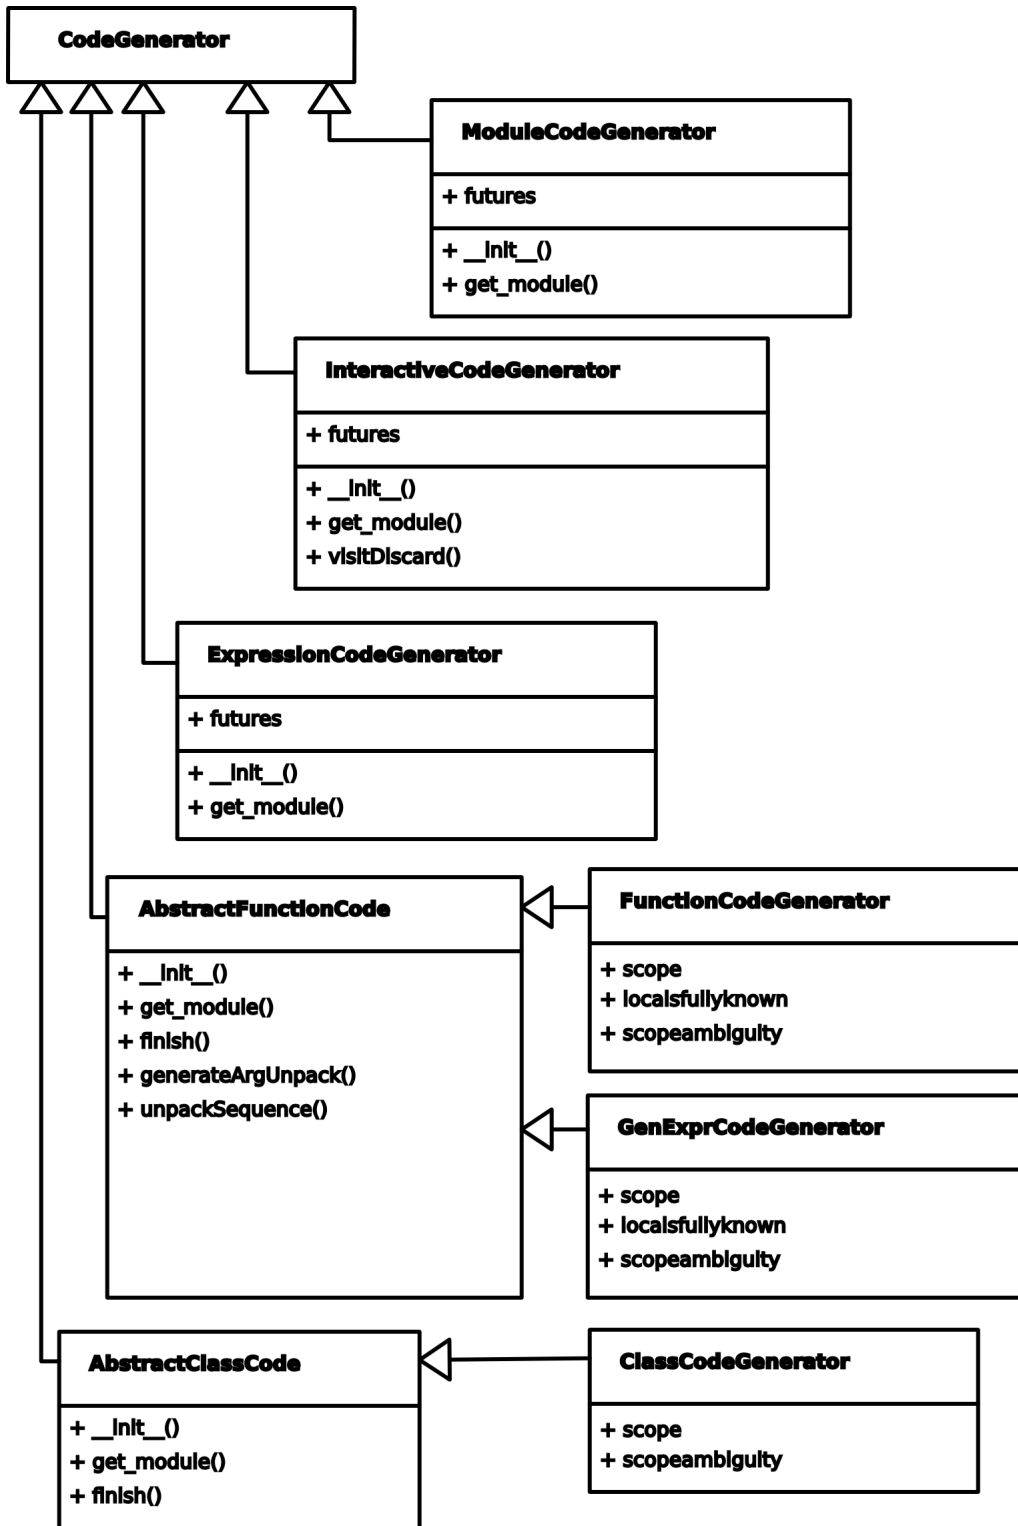 CodeGenerator
ModuleCodeGenerator
+ futures
+ __init__()
+ get_module()
InteractiveCodeGenerator
+ futures
+ __init__()
+ get_module()
+ visitDiscard()
ExpressionCodeGenerator
+ futures
+ __init__()
+ get_module()
AbstractFunctionCode
+ __init__()
+ get_module()
+ finish()
+ generateArgUnpack()
+ unpackSequence()
FunctionCodeGenerator
+ scope
+ localsfullyknown
+ scopeambiguity
GenExprCodeGenerator
+ scope
+ localsfullyknown
+ scopeambiguity
AbstractClassCode
+ __init__()
+ get_module()
+ finish()
ClassCodeGenerator
+ scope
+ scopeambiguity